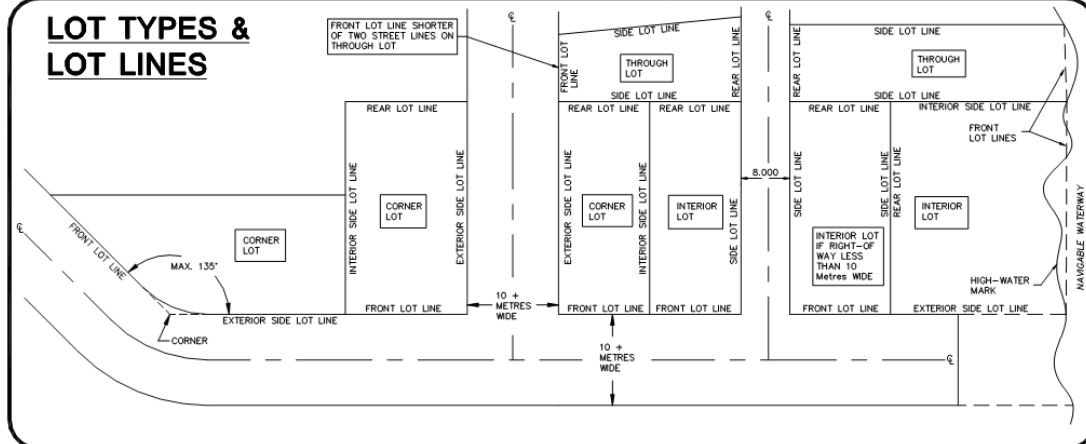 LOT TYPES &
LOT LINES
FRONT LOT LINE SHORTER
OF TWO STREET LINES ON
THROUGH LOT
℄
℄
SIDE LOT LINE
FRONT LOT
LINE
THROUGH
LOT
REAR LOT LINE
SIDE LOT LINE
REAR LOT LINE
SIDE LOT LINE
THROUGH
LOT
SIDE LOT LINE
REAR LOT LINE
REAR LOT LINE
REAR LOT LINE
INTERIOR SIDE LOT LINE
FRONT
LOT LINES
INTERIOR SIDE LOT LINE
CORNER
LOT
EXTERIOR SIDE LOT LINE
EXTERIOR SIDE LOT LINE
CORNER
LOT
INTERIOR SIDE LOT LINE
INTERIOR
LOT
SIDE LOT LINE
8.000
SIDE LOT LINE
SIDE LOT LINE
REAR LOT LINE
INTERIOR
LOT
INTERIOR LOT
IF RIGHT-OF
WAY LESS
THAN 10
Metres WIDE
HIGH-WATER
MARK
NAVIGABLE WATERWAY
℄
FRONT LOT LINE
CORNER
LOT
MAX. 135°
EXTERIOR SIDE LOT LINE
CORNER
FRONT LOT LINE
10 +
METRES
WIDE
FRONT LOT LINE
FRONT LOT LINE
FRONT LOT LINE
EXTERIOR SIDE LOT LINE
10 +
METRES
WIDE
℄